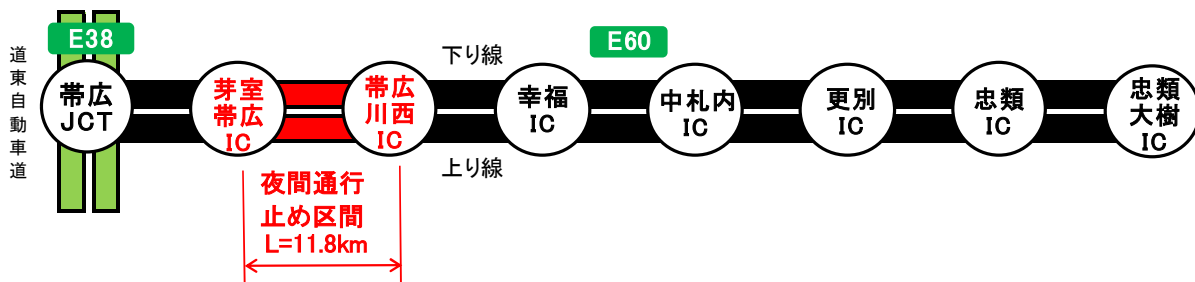 道東自動車道
E38
E60
下り線
帯広
JCT
芽室
帯広
IC
帯広
川西
IC
幸福
IC
中札内
IC
更別
IC
忠類
IC
忠類
大樹
IC
上り線
夜間通行
止め区間
L=11.8km